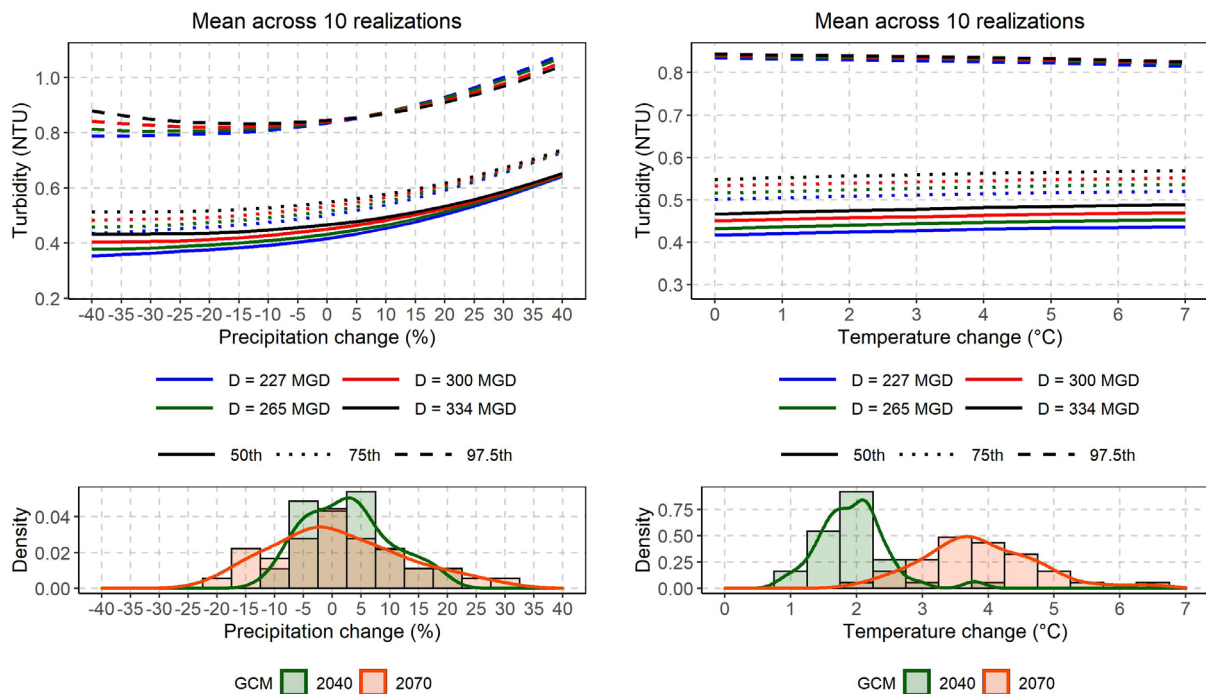 Mean across 10 realizations
Turbidity (NTU)
1.0
0.8
0.6
0.4
0.2
-40 -35 -30 -25 -20 -15 -10 -5 0 5 10 15 20 25 30 35 40
Precipitation change (%)
D = 227 MGD D = 300 MGD
D = 265 MGD D = 334 MGD
50th 75th 97.5th
Density
0.04
0.02
0.00
-40 -35 -30 -25 -20 -15 -10 -5 0 5 10 15 20 25 30 35 40
Precipitation change (%)
GCM 2040 2070
Mean across 10 realizations
Turbidity (NTU)
0.8
0.6
0.5
0.4
0.3
0 1 2 3 4 5 6 7
Temperature change (°C)
D = 227 MGD D = 300 MGD
D = 265 MGD D = 334 MGD
50th 75th 97.5th
Density
0.75
0.50
0.25
0.00
0 1 2 3 4 5 6 7
Temperature change (°C)
GCM 2040 2070